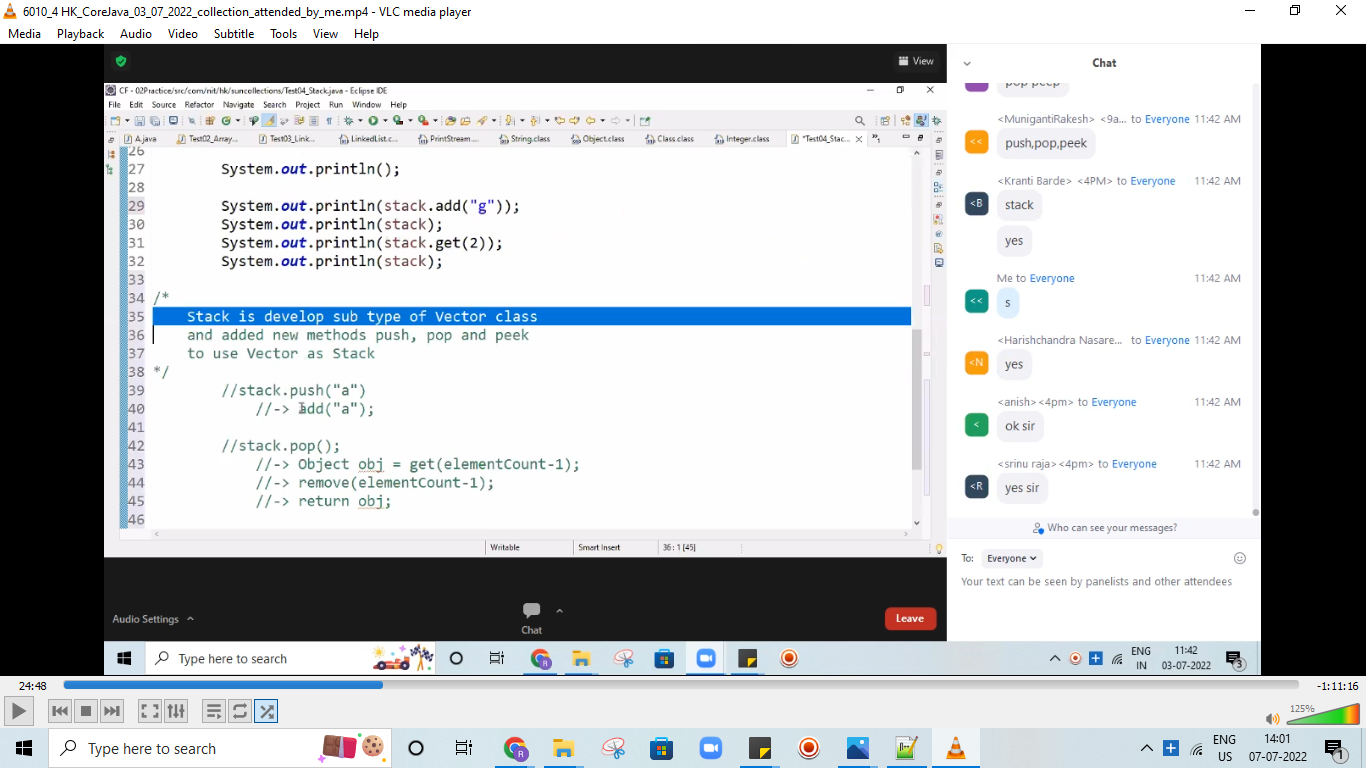 6010_4 HK_CoreJava_03_07_2022_collection_attended_by_me.mp4 - VLC media player
Media Playback Audio Video Subtitle Tools View Help
View
CF - 02Practice/src/com/nit/hk/suncollections/Test04_Stack.java - Eclipse IDE
File Edit Source Refactor Navigate Search Project Run Window Help
A.java Test02_Array... Test03_Link... LinkedList.c... PrintStream.... String.class Object.class Class.class Integer.class *Test04_Stac...
26
27 System.out.println();
28
29 System.out.println(stack.add("g"));
30 System.out.println(stack);
31 System.out.println(stack.get(2));
32 System.out.println(stack);
33
34 /*
35 Stack is develop sub type of Vector class
36 and added new methods push, pop and peek
37 to use Vector as Stack
38 */
39 //stack.push("a")
40 //-> add("a");
41
42 //stack.pop();
43 //-> Object obj = get(elementCount-1);
44 //-> remove(elementCount-1);
45 //-> return obj;
46
Writable Smart Insert 36 : 1 [45]
Audio Settings
Chat
Leave
Chat
pop peep
<MunigantiRakesh> <9a... to Everyone 11:42 AM
<<
push,pop,peek
<Kranti Barde> <4PM> to Everyone 11:42 AM
<B
stack
yes
Me to Everyone 11:42 AM
<<
s
<Harishchandra Nasare... to Everyone 11:42 AM
<N
yes
<anish><4pm> to Everyone 11:42 AM
<
ok sir
<srinu raja><4pm> to Everyone 11:42 AM
<R
yes sir
Who can see your messages?
To: Everyone
Your text can be seen by panelists and other attendees
Type here to search
ENG
IN
11:42
03-07-2022
3
24:48 -1:11:16
125%
Type here to search
ENG
US
14:01
07-07-2022
1